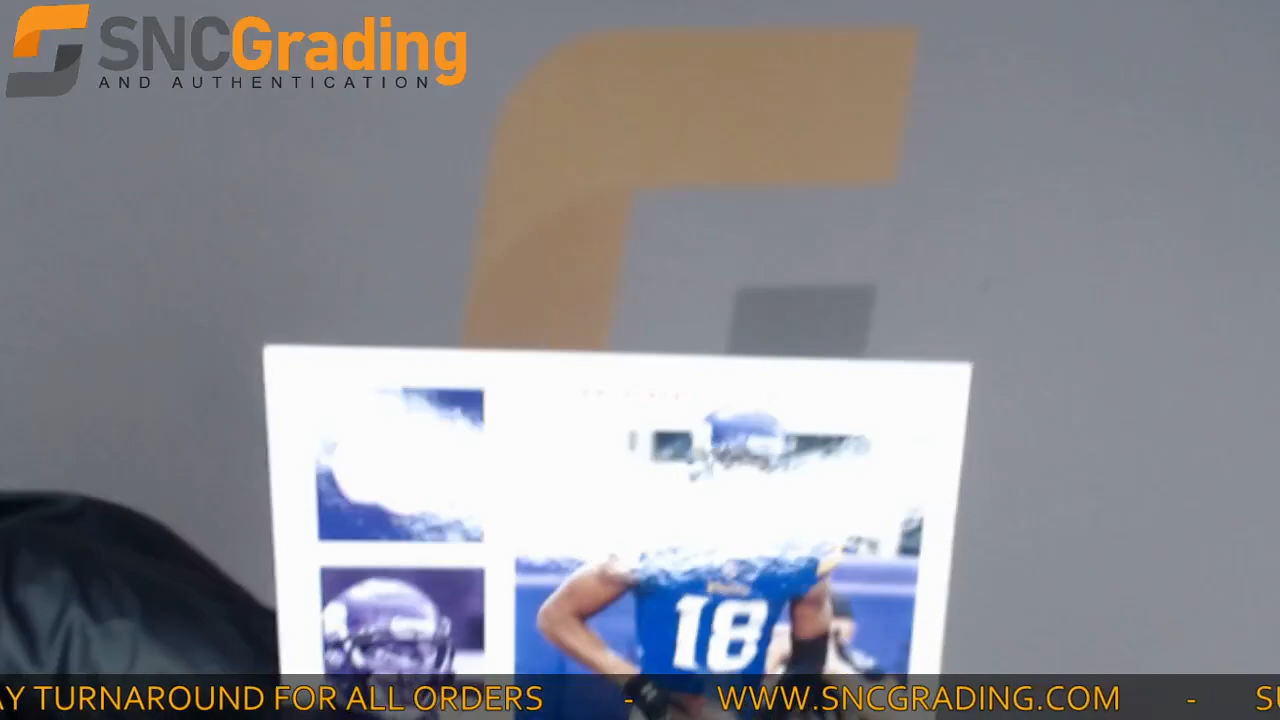 SNCGrading
AND AUTHENTICATION
18
AY TURNAROUND FOR ALL ORDERS - WWW.SNCGRADING.COM - S